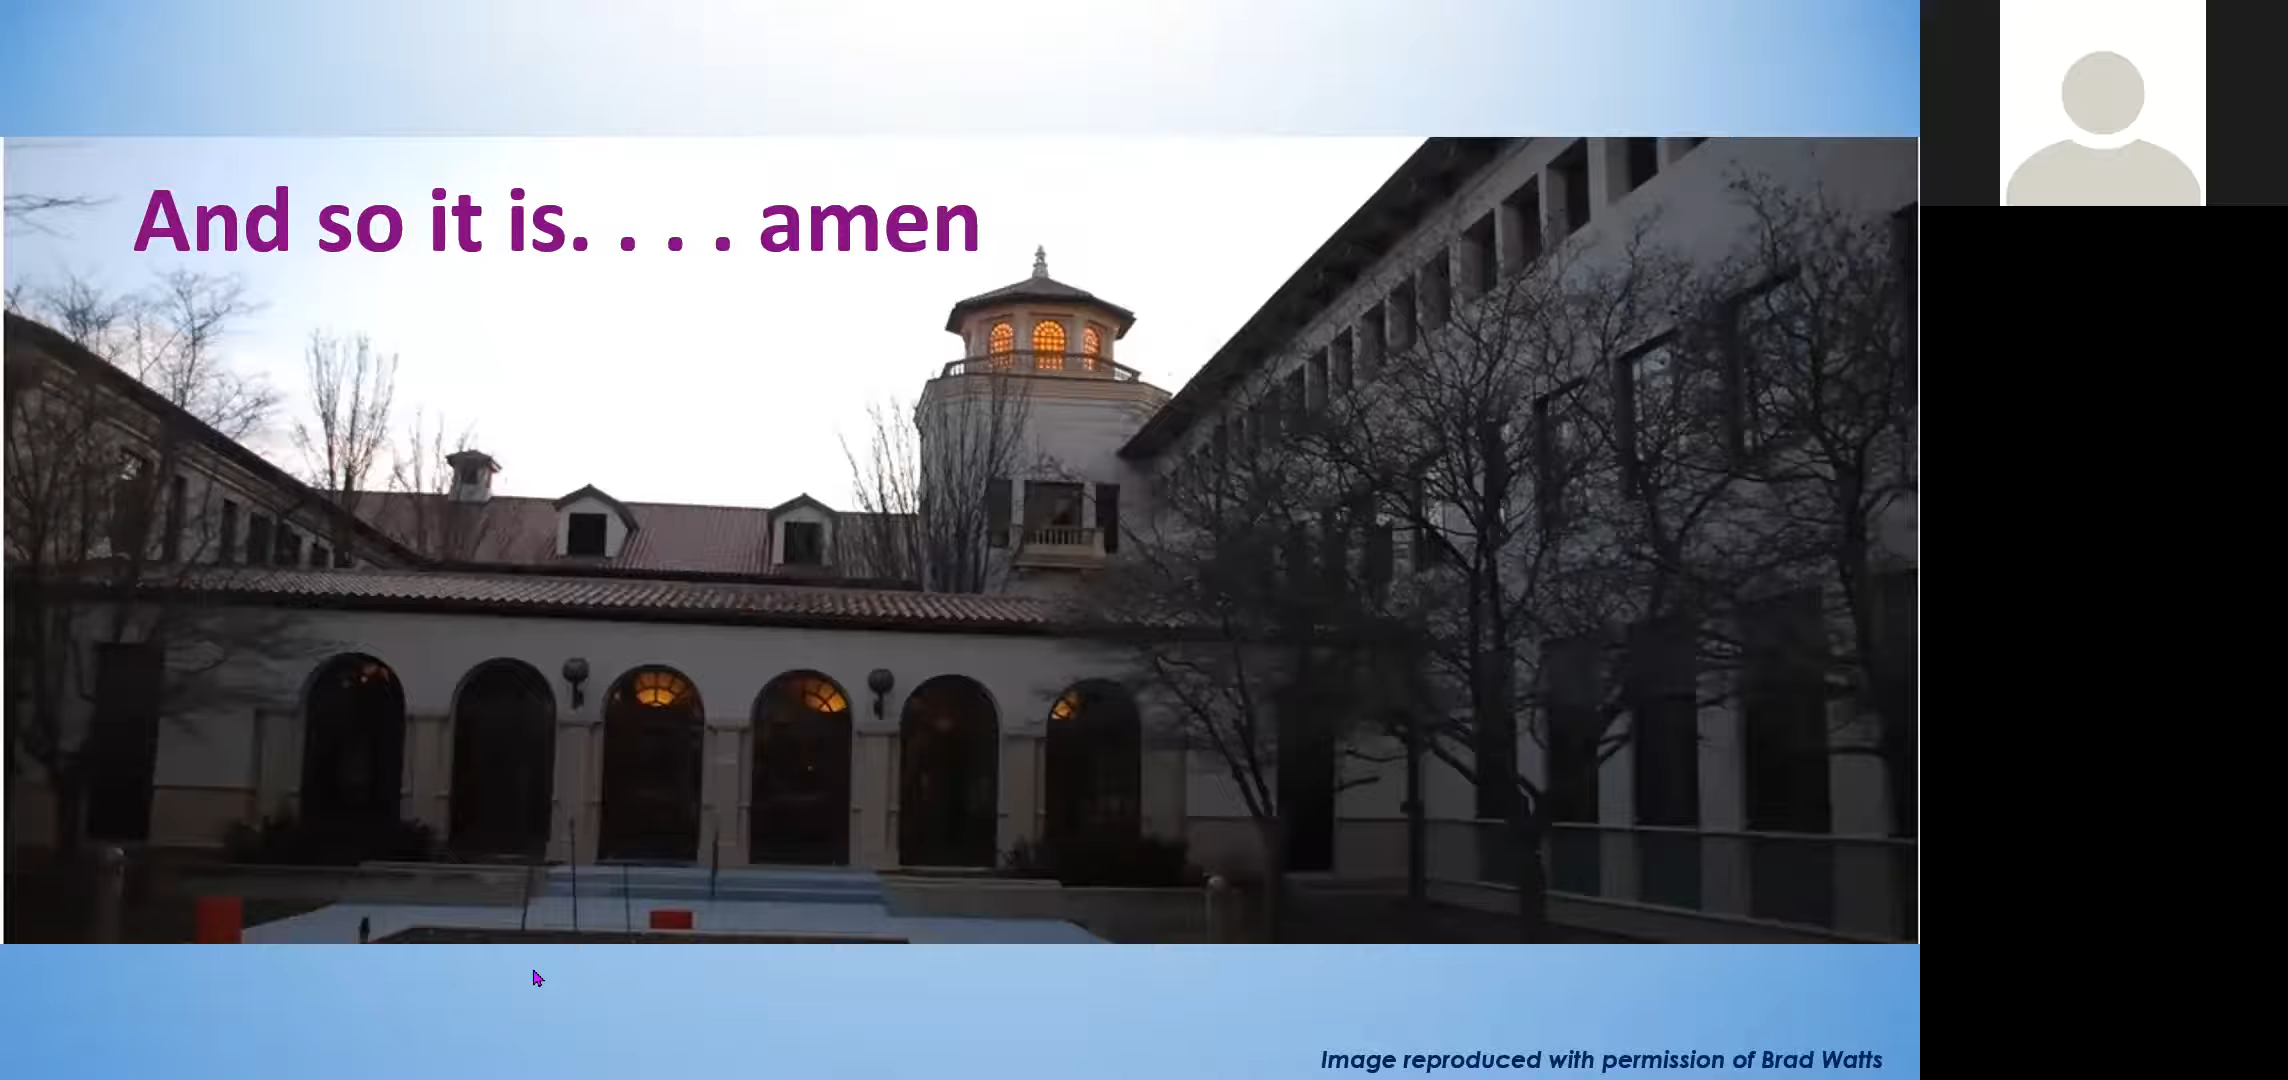 And so it is. . . . amen
Image reproduced with permission of Brad Watts